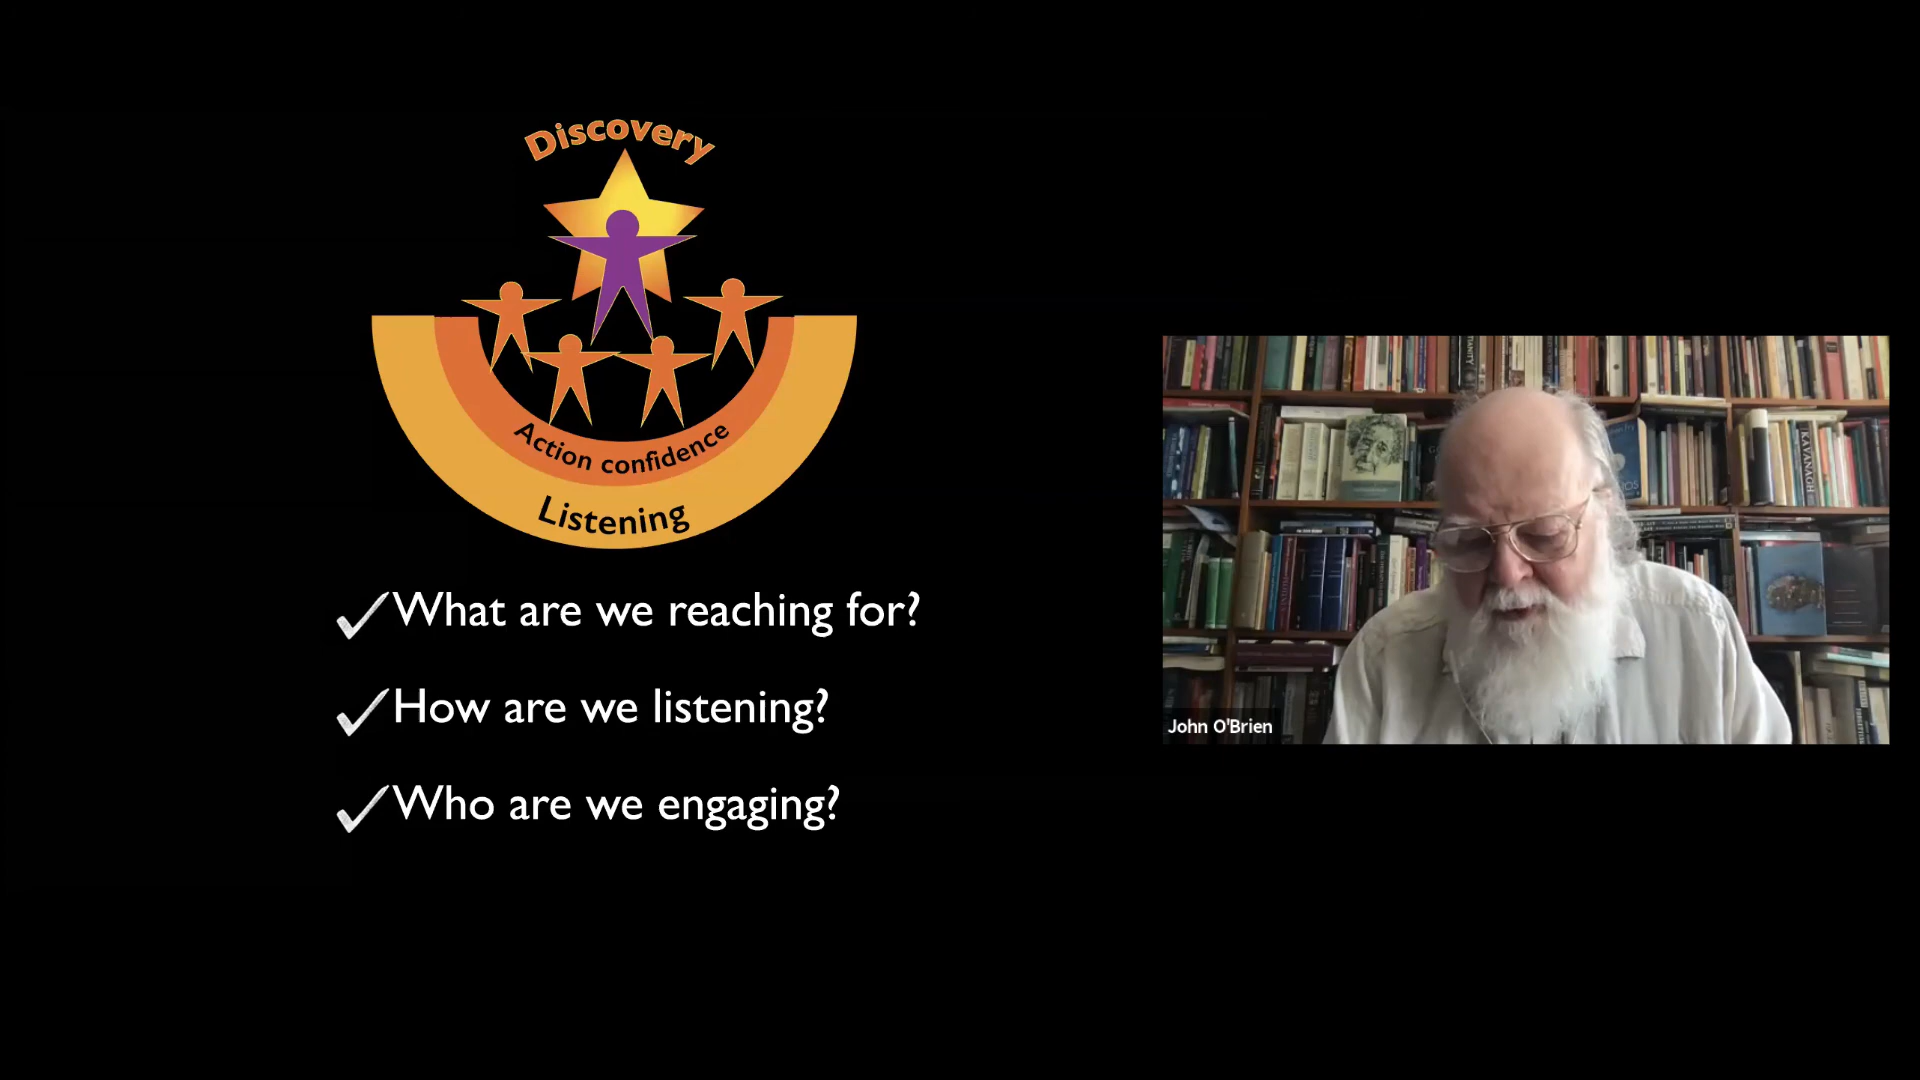 Discovery
Action confidence
Listening
What are we reaching for?
How are we listening?
Who are we engaging?
KAVANAGH
John O'Brien